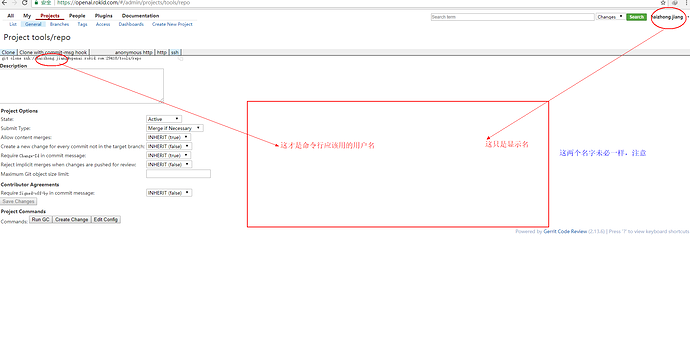 安全 https://openai.rokid.com/#/admin/projects/tools/repo
All My Projects People Plugins Documentation
List General Branches Tags Access Dashboards Create New Project
Search term Changes Search haizhong.jiang
Project tools/repo
Clone Clone with commit-msg hook anonymous http http ssh
git clone ssh://haizhong.jiang@openai.rokid.com:29418/tools/repo
Description
Project Options
State: Active
Submit Type: Merge if Necessary
Allow content merges: INHERIT (true)
Create a new change for every commit not in the target branch: INHERIT (false)
Require Change-Id in commit message: INHERIT (true)
Reject implicit merges when changes are pushed for review: INHERIT (false)
Maximum Git object size limit:
Contributor Agreements
Require Signed-off-by in commit message: INHERIT (false)
Save Changes
Project Commands
Commands: Run GC Create Change Edit Config
这才是命令行应该用的用户名
这只是显示名
这两个名字未必一样,注意
Powered by Gerrit Code Review (2.13.6) | Press '?' to view keyboard shortcuts